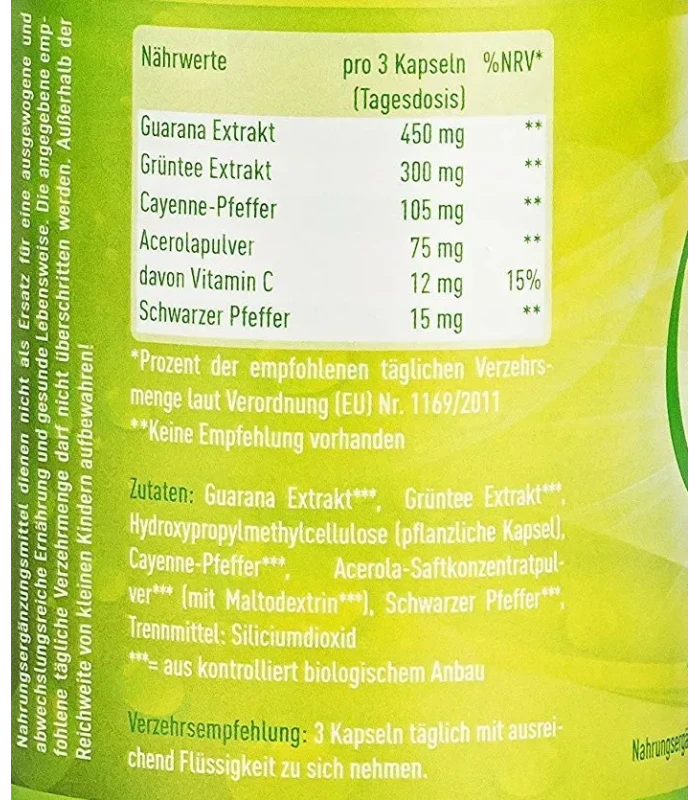 Nahrungsergänzungsmittel dienen nicht als Ersatz für eine ausgewogene und
abwechslungsreiche Ernährung und gesunde Lebensweise. Die angegebene emp-
fohlene tägliche Verzehrmenge darf nicht überschritten werden. Außerhalb der
Reichweite von kleinen Kindern aufbewahren!
Nährwerte pro 3 Kapseln %NRV*
(Tagesdosis)
Guarana Extrakt 450 mg **
Grüntee Extrakt 300 mg **
Cayenne-Pfeffer 105 mg **
Acerolapulver 75 mg **
davon Vitamin C 12 mg 15%
Schwarzer Pfeffer 15 mg **
*Prozent der empfohlenen täglichen Verzehrs-
menge laut Verordnung (EU) Nr. 1169/2011
**Keine Empfehlung vorhanden
Zutaten: Guarana Extrakt***, Grüntee Extrakt***,
Hydroxypropylmethylcellulose (pflanzliche Kapsel),
Cayenne-Pfeffer***, Acerola-Saftkonzentratpul-
ver*** (mit Maltodextrin***), Schwarzer Pfeffer***,
Trennmittel: Siliciumdioxid
***= aus kontrolliert biologischem Anbau
Verzehrsempfehlung: 3 Kapseln täglich mit ausrei-
chend Flüssigkeit zu sich nehmen.